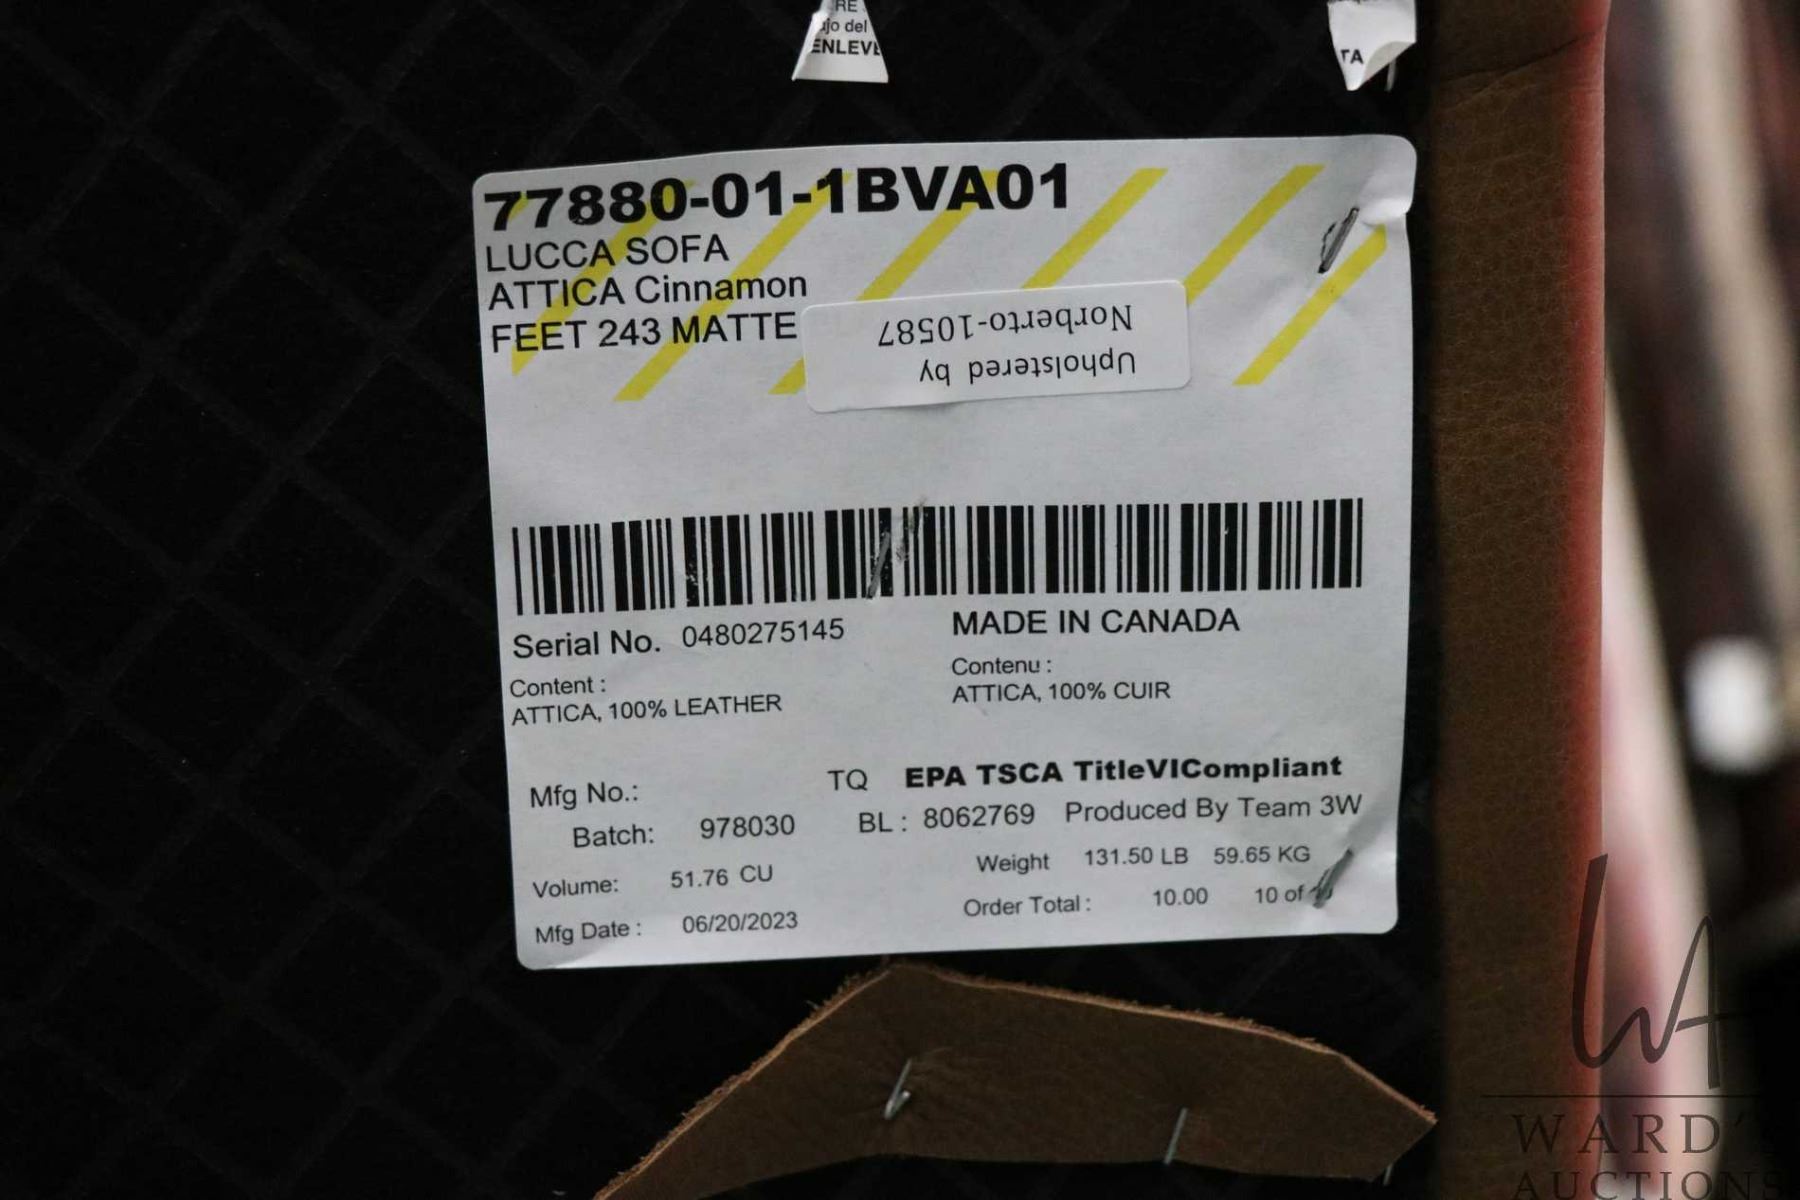 RE
jo del
ENLEVE
TA
77880-01-1BVA01
LUCCA SOFA
ATTICA Cinnamon
FEET 243 MATTE
Upholstered by
Norberto-10587
Serial No. 0480275145
MADE IN CANADA
Content :
ATTICA, 100% LEATHER
Contenu :
ATTICA, 100% CUIR
Mfg No.:
TQ EPA TSCA TitleVICompliant
Batch: 978030 BL : 8062769 Produced By Team 3W
Volume: 51.76 CU Weight 131.50 LB 59.65 KG
Mfg Date : 06/20/2023 Order Total : 10.00 10 of
WA
WARD'
AUCTIONS